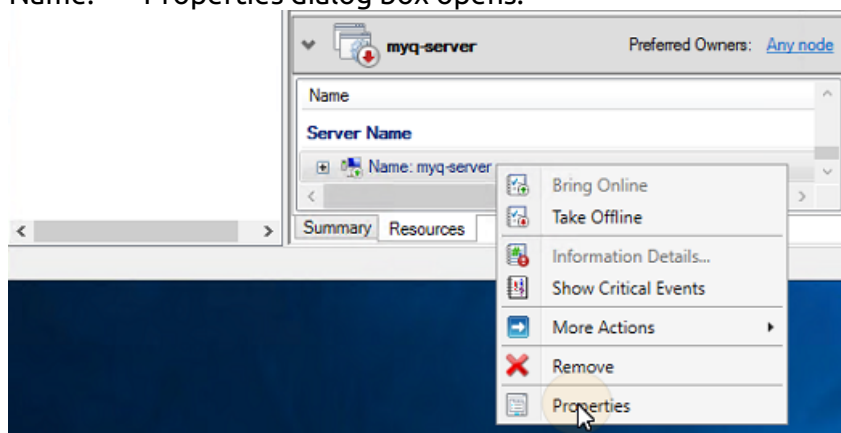 Name: Properties dialog box opens.
myq-server Preferred Owners: Any node
Name
Server Name
Name: myq-server
Bring Online
Take Offline
Summary Resources
Information Details...
Show Critical Events
More Actions
Remove
Properties